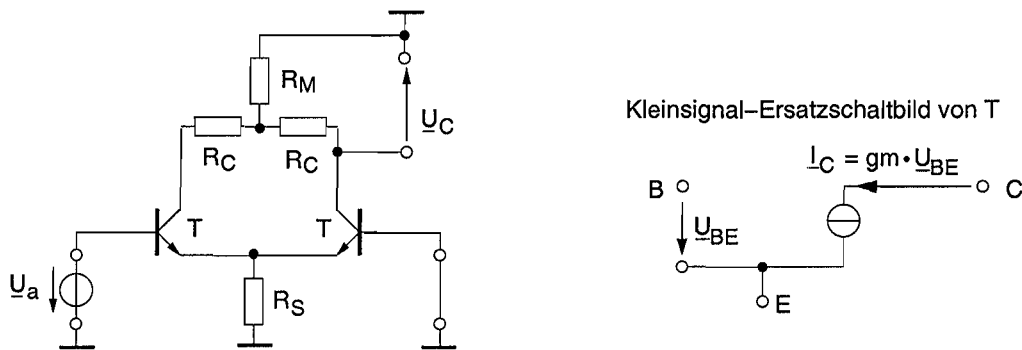 R_M
R_C
R_C
U_C
T
T
U_a
R_S
Kleinsignal-Ersatzschaltbild von T
I_C = gm·U_BE
B
C
U_BE
E